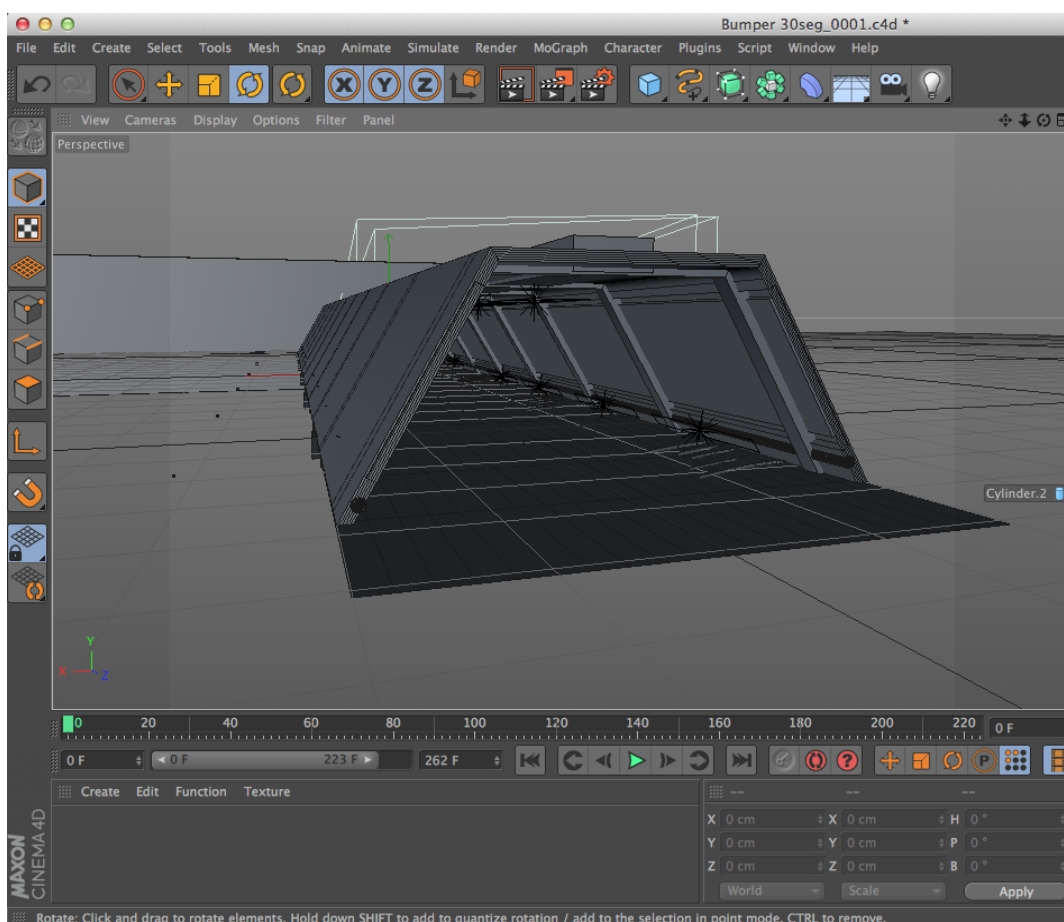 Bumper 30seg_0001.c4d *
File Edit Create Select Tools Mesh Snap Animate Simulate Render MoGraph Character Plugins Script Window Help
X Y Z
View Cameras Display Options Filter Panel
Perspective
Cylinder.2
Y
X Z
0 20 40 60 80 100 120 140 160 180 200 220 0 F
0 F 0 F 223 F 262 F ? P
Create Edit Function Texture -- -- --
X 0 cm X 0 cm H 0 °
Y 0 cm Y 0 cm P 0 °
Z 0 cm Z 0 cm B 0 °
World Scale Apply
MAXON
CINEMA 4D
Rotate: Click and drag to rotate elements. Hold down SHIFT to add to quantize rotation / add to the selection in point mode, CTRL to remove.